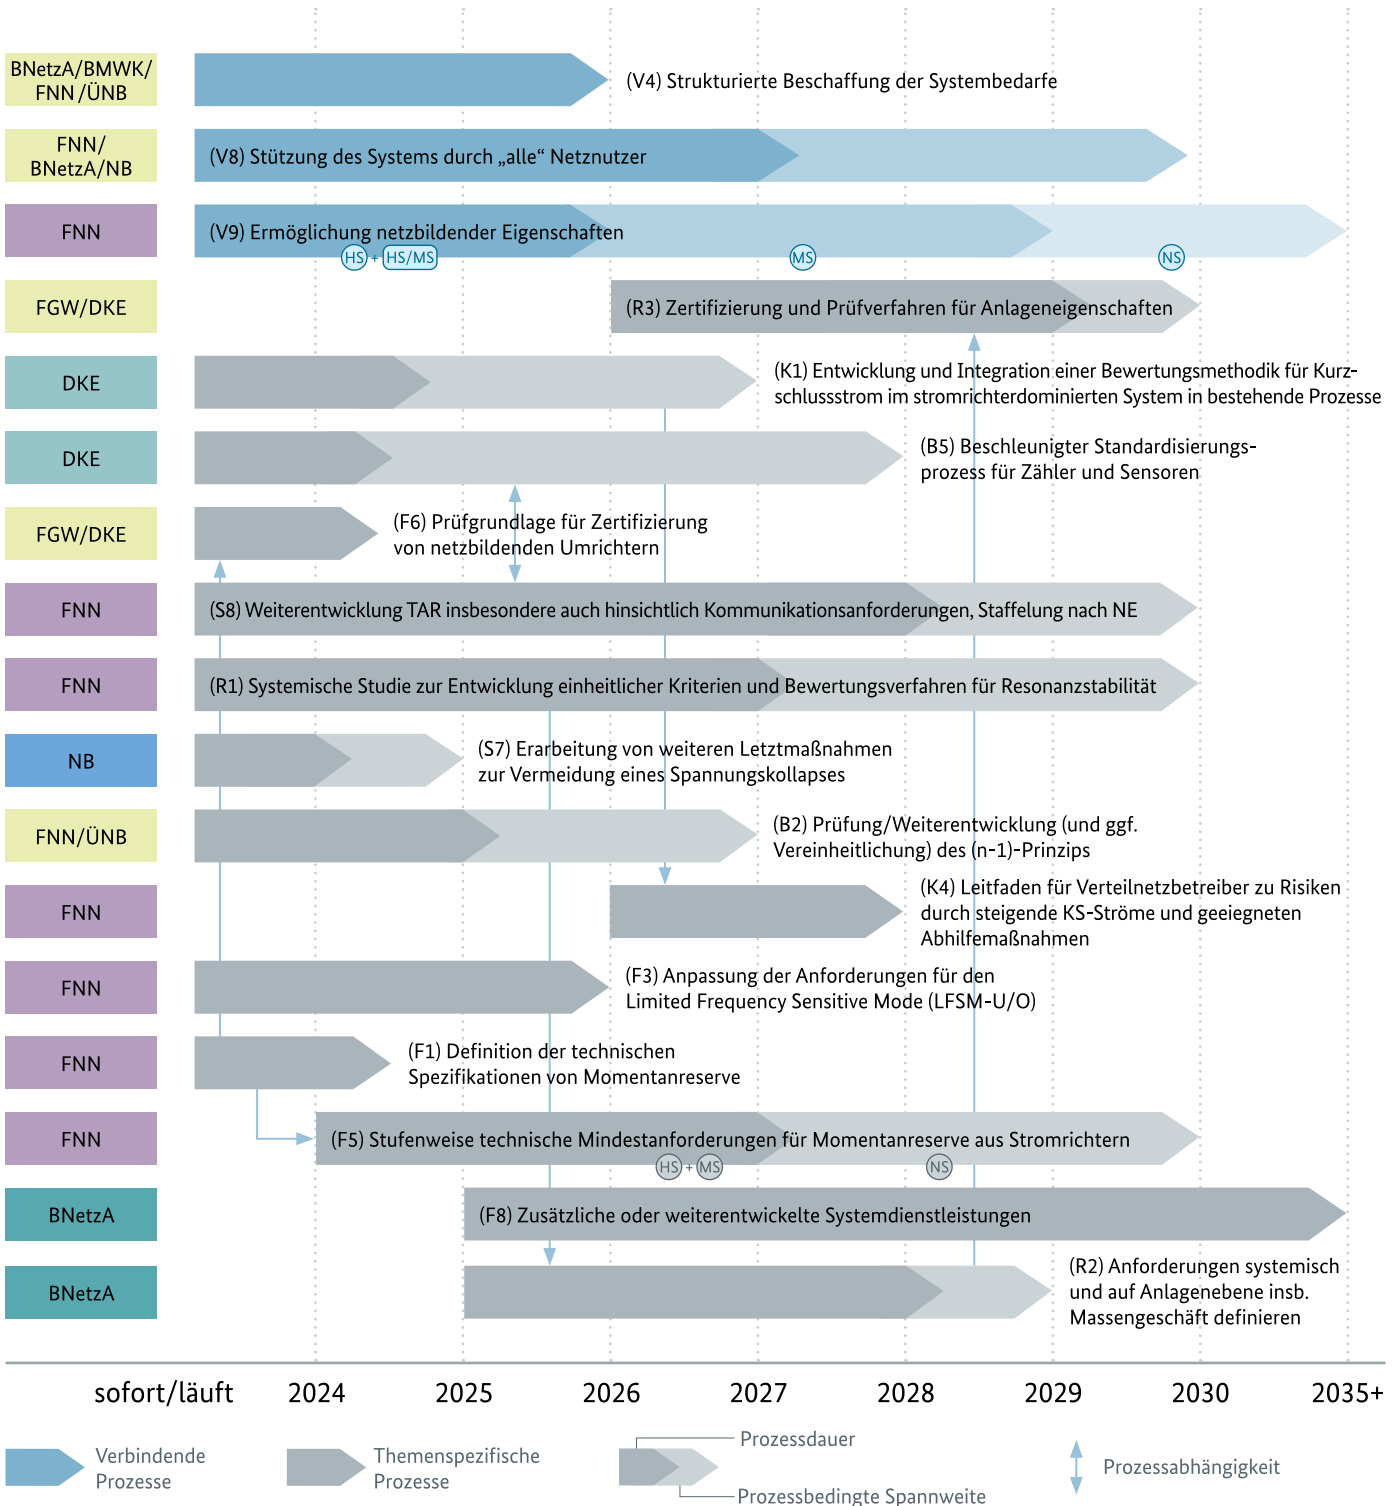 BNetzA/BMWK/
FNN/ÜNB
(V4) Strukturierte Beschaffung der Systembedarfe
FNN/
BNetzA/NB
(V8) Stützung des Systems durch „alle“ Netznutzer
FNN
(V9) Ermöglichung netzbildender Eigenschaften
HS + HS/MS
MS
NS
FGW/DKE
(R3) Zertifizierung und Prüfverfahren für Anlageneigenschaften
DKE
(K1) Entwicklung und Integration einer Bewertungsmethodik für Kurz-
schlussstrom im stromrichterdominierten System in bestehende Prozesse
DKE
(B5) Beschleunigter Standardisierungs-
prozess für Zähler und Sensoren
FGW/DKE
(F6) Prüfgrundlage für Zertifizierung
von netzbildenden Umrichtern
FNN
(S8) Weiterentwicklung TAR insbesondere auch hinsichtlich Kommunikationsanforderungen, Staffelung nach NE
FNN
(R1) Systemische Studie zur Entwicklung einheitlicher Kriterien und Bewertungsverfahren für Resonanzstabilität
NB
(S7) Erarbeitung von weiteren Letztmaßnahmen
zur Vermeidung eines Spannungskollapses
FNN/ÜNB
(B2) Prüfung/Weiterentwicklung (und ggf.
Vereinheitlichung) des (n-1)-Prinzips
FNN
(K4) Leitfaden für Verteilnetzbetreiber zu Risiken
durch steigende KS-Ströme und geeiegneten
Abhilfemaßnahmen
FNN
(F3) Anpassung der Anforderungen für den
Limited Frequency Sensitive Mode (LFSM-U/O)
FNN
(F1) Definition der technischen
Spezifikationen von Momentanreserve
FNN
(F5) Stufenweise technische Mindestanforderungen für Momentanreserve aus Stromrichtern
HS + MS
NS
BNetzA
(F8) Zusätzliche oder weiterentwickelte Systemdienstleistungen
BNetzA
(R2) Anforderungen systemisch
und auf Anlagenebene insb.
Massengeschäft definieren
sofort/läuft 2024 2025 2026 2027 2028 2029 2030 2035+
Verbindende
Prozesse
Themenspezifische
Prozesse
Prozessdauer
Prozessbedingte Spannweite
Prozessabhängigkeit